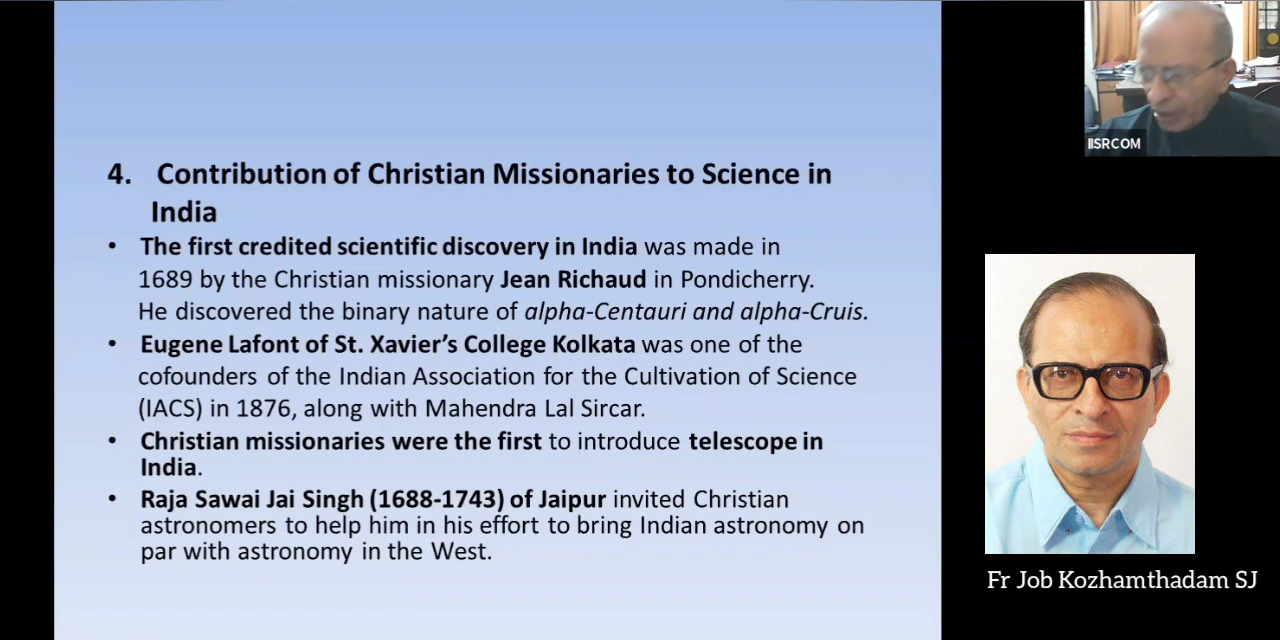 4. Contribution of Christian Missionaries to Science in
India
• The first credited scientific discovery in India was made in
1689 by the Christian missionary Jean Richaud in Pondicherry.
He discovered the binary nature of alpha-Centauri and alpha-Cruis.
• Eugene Lafont of St. Xavier’s College Kolkata was one of the
cofounders of the Indian Association for the Cultivation of Science
(IACS) in 1876, along with Mahendra Lal Sircar.
• Christian missionaries were the first to introduce telescope in
India.
• Raja Sawai Jai Singh (1688-1743) of Jaipur invited Christian
astronomers to help him in his effort to bring Indian astronomy on
par with astronomy in the West.
IISRCOM
Fr Job Kozhamthadam SJ